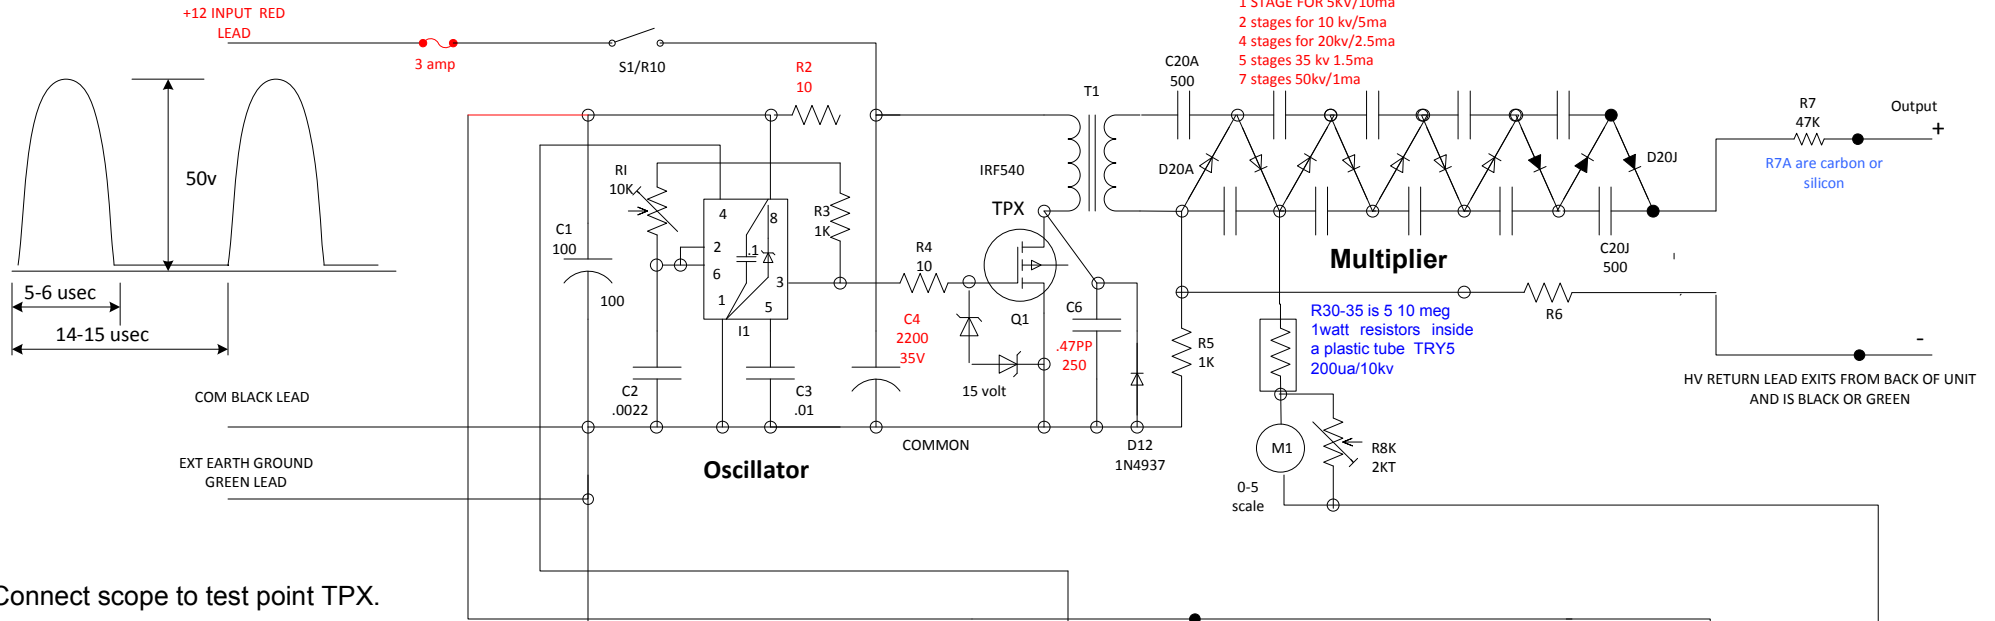 +12 INPUT RED
LEAD
3 amp
S1/R10
R2
10
1 STAGE FOR 5KV/10ma
2 stages for 10 kv/5ma
4 stages for 20kv/2.5ma
5 stages 35 kv 1.5ma
7 stages 50kv/1ma
C20A
500
T1
R7
47K
Output
+
R7A are carbon or
silicon
50v
5-6 usec
14-15 usec
RI
10K
R3
1K
4
8
2
.1
6
3
1
5
I1
C1
100
100
R4
10
IRF540
TPX
Q1
D20A
D20J
C20J
500
Multiplier
C4
2200
35V
C6
.47PP
250
15 volt
R5
1K
R30-35 is 5 10 meg
1watt resistors inside
a plastic tube TRY5
200ua/10kv
R6
-
HV RETURN LEAD EXITS FROM BACK OF UNIT
AND IS BLACK OR GREEN
COM BLACK LEAD
C2
.0022
C3
.01
COMMON
D12
1N4937
M1
R8K
2KT
0-5
scale
EXT EARTH GROUND
GREEN LEAD
Oscillator
Connect scope to test point TPX.